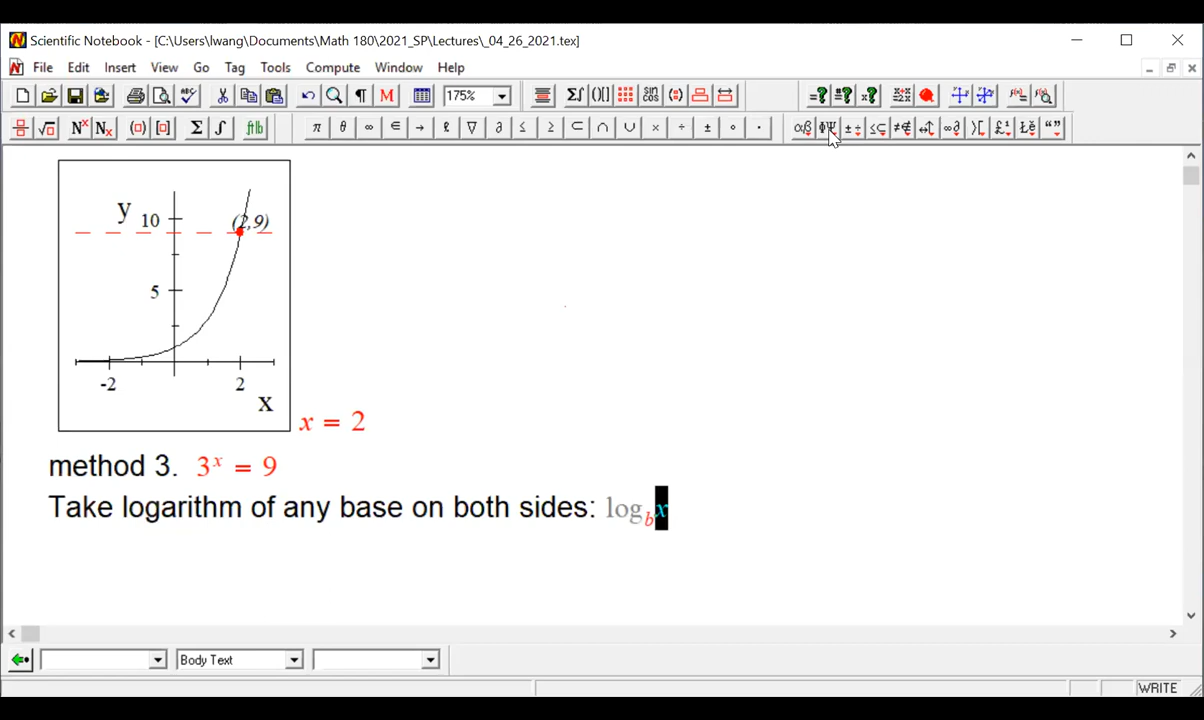 Scientific Notebook - [C:\Users\lwang\Documents\Math 180\2021_SP\Lectures\_04_26_2021.tex]
File Edit Insert View Go Tag Tools Compute Window Help
175%
y
10
(2,9)
5
-2 2
x
x = 2
method 3. 3ˣ = 9
Take logarithm of any base on both sides: log_b x
Body Text
WRITE